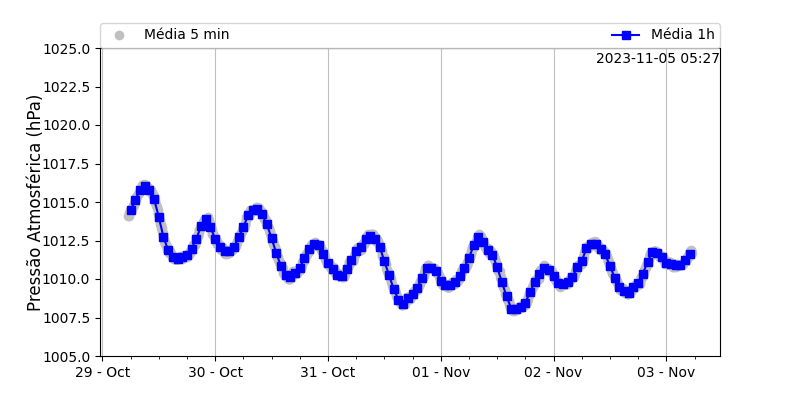 Média 5 min
Média 1h
2023-11-05 05:27
Pressão Atmosférica (hPa)
1025.0
1022.5
1020.0
1017.5
1015.0
1012.5
1010.0
1007.5
1005.0
29 - Oct
30 - Oct
31 - Oct
01 - Nov
02 - Nov
03 - Nov